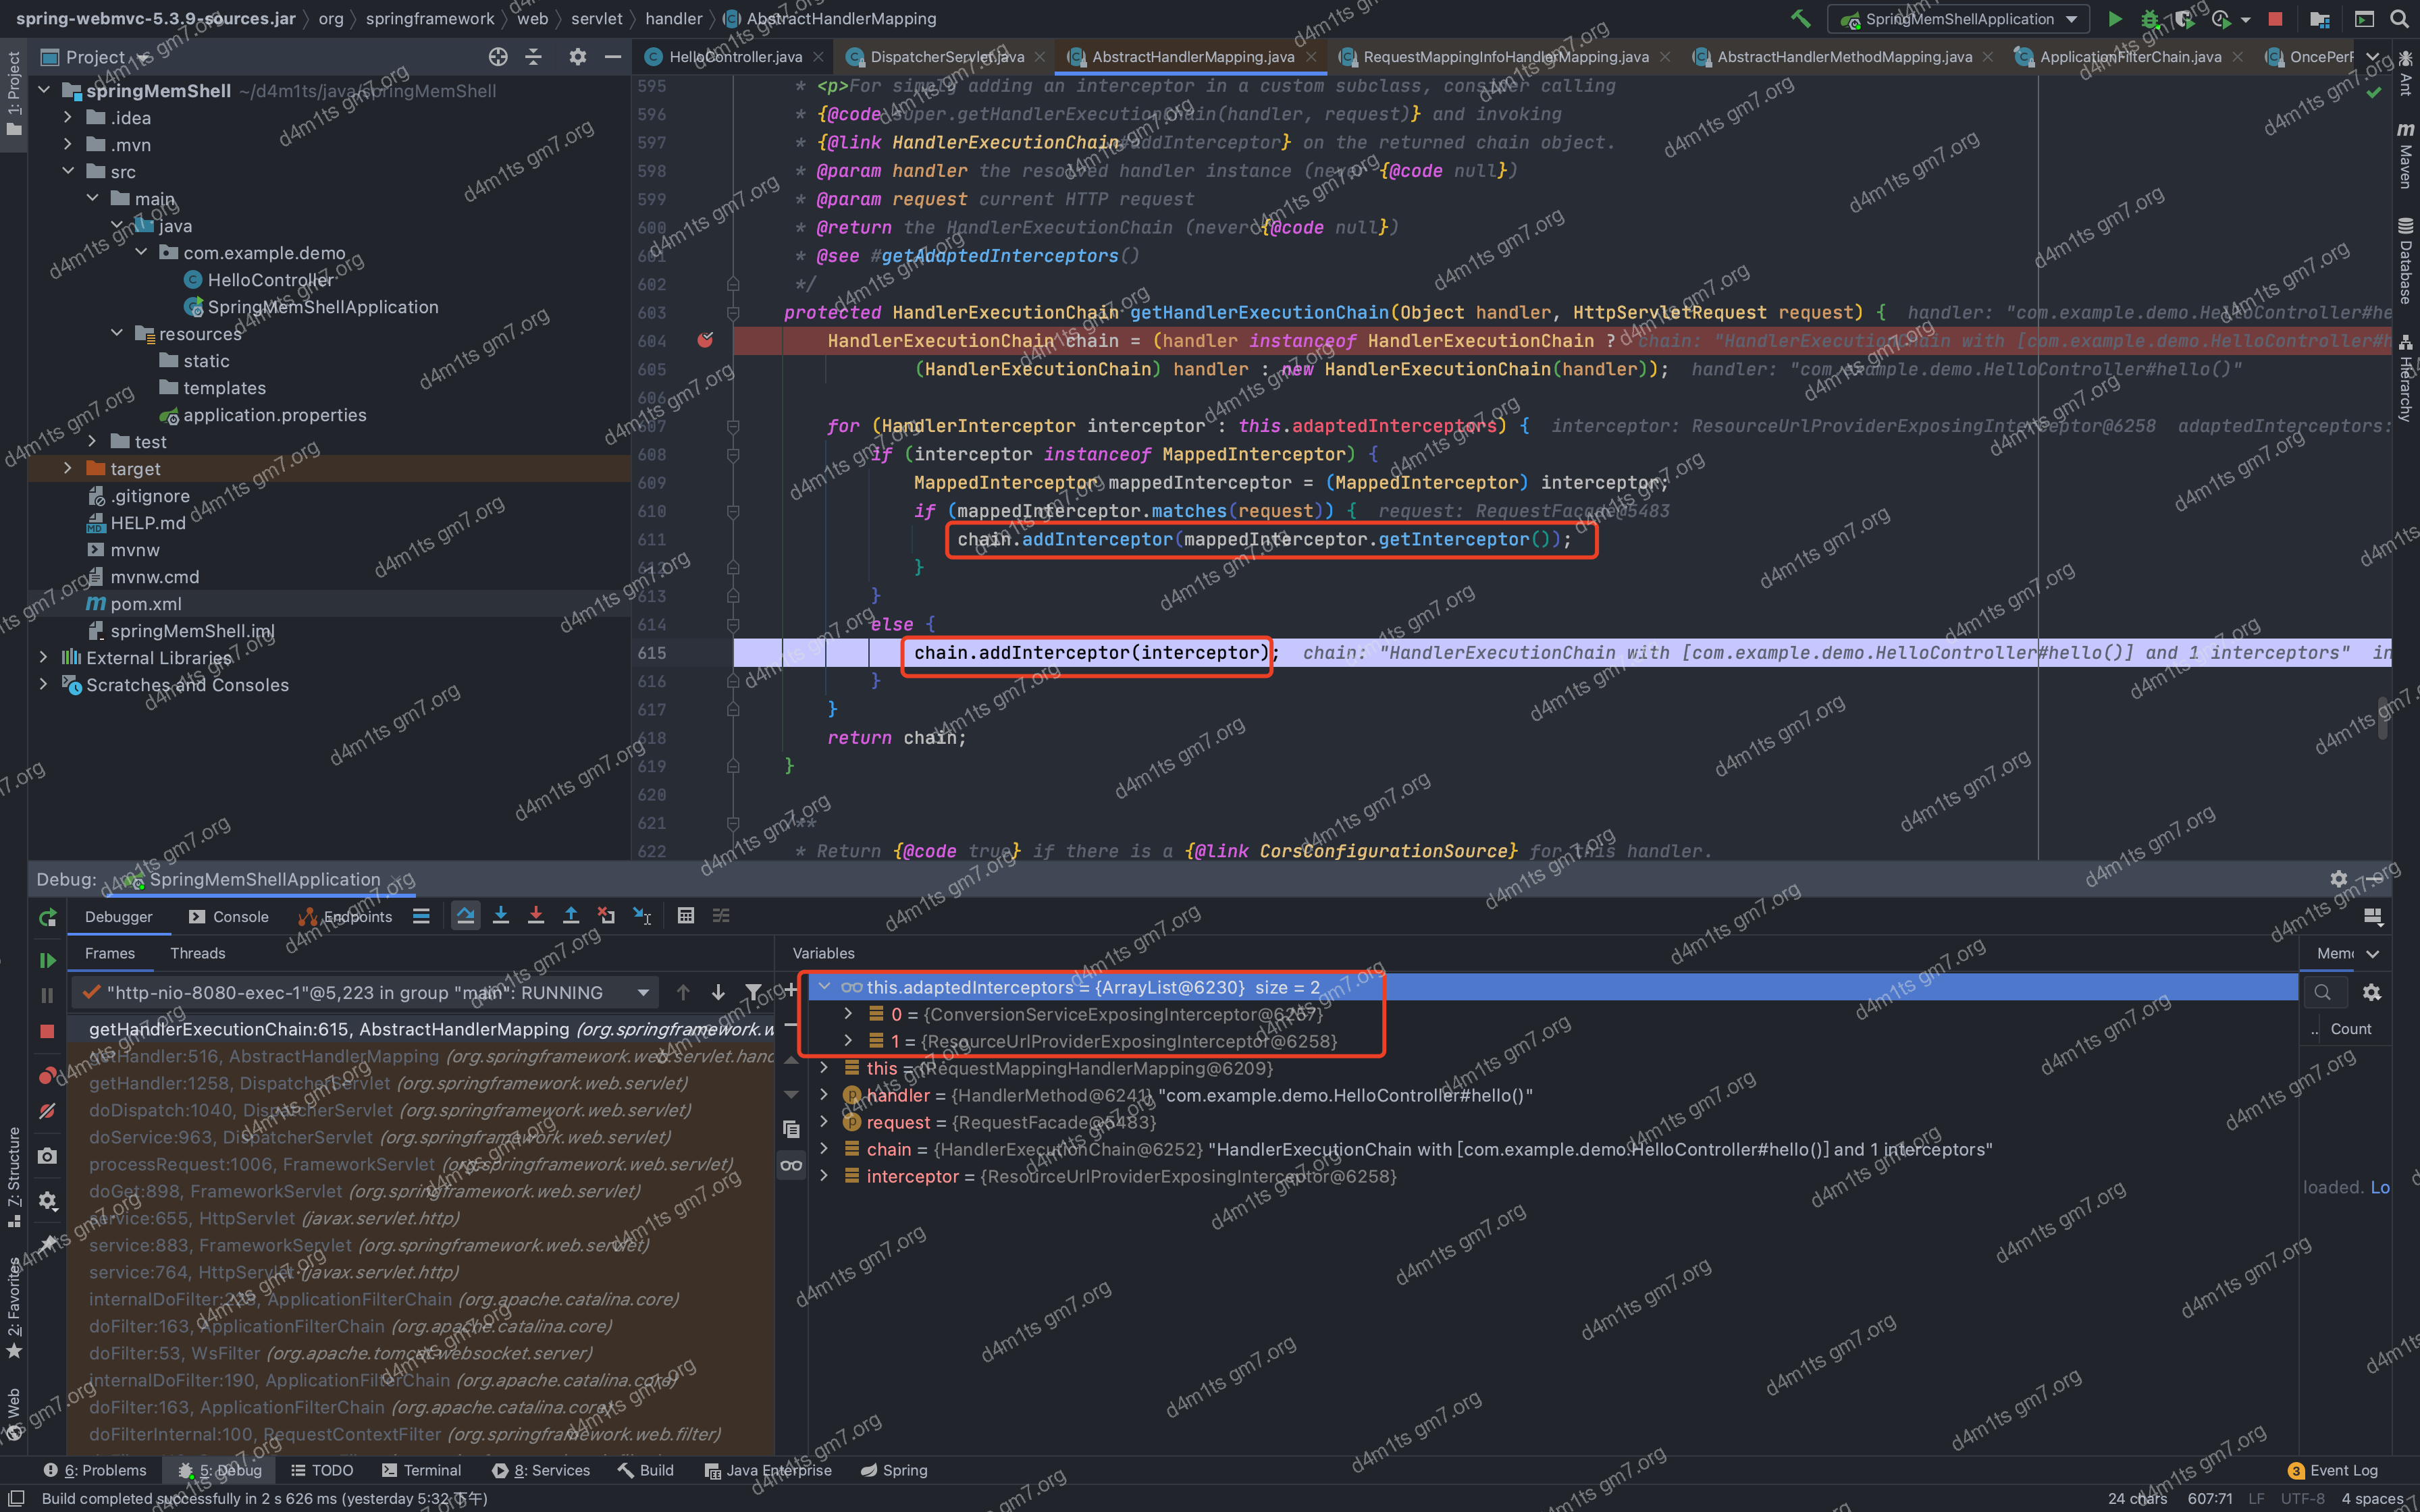 spring-webmvc-5.3.9-sources.jar org springframework web servlet handler AbstractHandlerMapping
SpringMemShellApplication
Project
HelloController.java
DispatcherServlet.java
AbstractHandlerMapping.java
RequestMappingInfoHandlerMapping.java
AbstractHandlerMethodMapping.java
ApplicationFilterChain.java
OncePerF
1: Project
springMemShell ~/d4m1ts/java/springMemShell
.idea
.mvn
src
main
java
com.example.demo
HelloController
SpringMemShellApplication
resources
static
templates
application.properties
test
target
.gitignore
HELP.md
mvnw
mvnw.cmd
pom.xml
springMemShell.iml
External Libraries
Scratches and Consoles
595 * <p>For simply adding an interceptor in a custom subclass, consider calling
596 * {@code super.getHandlerExecutionChain(handler, request)} and invoking
597 * {@link HandlerExecutionChain#addInterceptor} on the returned chain object.
598 * @param handler the resolved handler instance (never {@code null})
599 * @param request current HTTP request
600 * @return the HandlerExecutionChain (never {@code null})
601 * @see #getAdaptedInterceptors()
602 */
603 protected HandlerExecutionChain getHandlerExecutionChain(Object handler, HttpServletRequest request) { handler: "com.example.demo.HelloController#he
604 HandlerExecutionChain chain = (handler instanceof HandlerExecutionChain ? chain: "HandlerExecutionChain with [com.example.demo.HelloController#h
605 (HandlerExecutionChain) handler : new HandlerExecutionChain(handler)); handler: "com.example.demo.HelloController#hello()"
606
607 for (HandlerInterceptor interceptor : this.adaptedInterceptors) { interceptor: ResourceUrlProviderExposingInterceptor@6258 adaptedInterceptors:
608 if (interceptor instanceof MappedInterceptor) {
609 MappedInterceptor mappedInterceptor = (MappedInterceptor) interceptor;
610 if (mappedInterceptor.matches(request)) { request: RequestFacade@5483
611 chain.addInterceptor(mappedInterceptor.getInterceptor());
612 }
613 }
614 else {
615 chain.addInterceptor(interceptor); chain: "HandlerExecutionChain with [com.example.demo.HelloController#hello()] and 1 interceptors" in
616 }
617 }
618 return chain;
619 }
620
621 /**
622 * Return {@code true} if there is a {@link CorsConfigurationSource} for this handler.
Ant
Maven
Database
Hierarchy
Debug: SpringMemShellApplication
Debugger Console Endpoints
Frames Threads
"http-nio-8080-exec-1"@5,223 in group "main": RUNNING
getHandlerExecutionChain:615, AbstractHandlerMapping (org.springframework.w
getHandler:516, AbstractHandlerMapping (org.springframework.web.servlet.hanc
getHandler:1258, DispatcherServlet (org.springframework.web.servlet)
doDispatch:1040, DispatcherServlet (org.springframework.web.servlet)
doService:963, DispatcherServlet (org.springframework.web.servlet)
processRequest:1006, FrameworkServlet (org.springframework.web.servlet)
doGet:898, FrameworkServlet (org.springframework.web.servlet)
service:655, HttpServlet (javax.servlet.http)
service:883, FrameworkServlet (org.springframework.web.servlet)
service:764, HttpServlet (javax.servlet.http)
ApplicationFilterChain (org.apache.catalina.core)
doFilter:163, ApplicationFilterChain (org.apache.catalina.core)
doFilter:53, WsFilter (org.apache.tomcat.websocket.server)
internalDoFilter:190, ApplicationFilterChain (org.apache.catalina.core)
doFilter:163, ApplicationFilterChain (org.apache.catalina.core)
doFilterInternal:100, RequestContextFilter (org.springframework.web.filter)
Variables
this.adaptedInterceptors = {ArrayList@6230} size = 2
0 = {ConversionServiceExposingInterceptor@6257}
1 = {ResourceUrlProviderExposingInterceptor@6258}
this = {RequestMappingHandlerMapping@6209}
handler = {HandlerMethod@6241} "com.example.demo.HelloController#hello()"
request = {RequestFacade@5483}
chain = {HandlerExecutionChain@6252} "HandlerExecutionChain with [com.example.demo.HelloController#hello()] and 1 interceptors"
interceptor = {ResourceUrlProviderExposingInterceptor@6258}
Mem
.. Count
loaded. Lo
7: Structure
2: Favorites
Web
6: Problems 5: Debug TODO Terminal 8: Services Build Java Enterprise Spring
3 Event Log
Build completed successfully in 2 s 626 ms (yesterday 5:32 下午)
24 chars 607:71 LF UTF-8 4 spaces
d4m1ts gm7.org